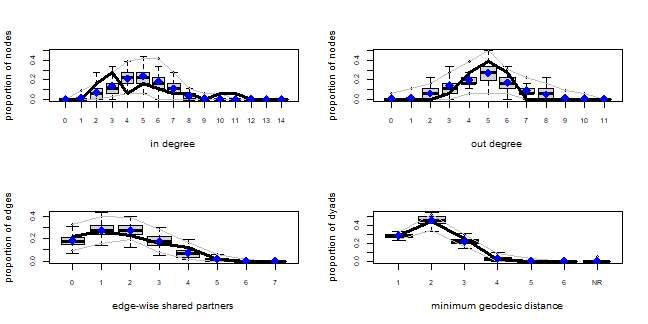 proportion of nodes
0.0 0.2 0.4
0 1 2 3 4 5 6 7 8 9 10 11 12 13 14
in degree
proportion of nodes
0.0 0.2 0.4
0 1 2 3 4 5 6 7 8 9 10 11
out degree
proportion of edges
0.0 0.2 0.4
0 1 2 3 4 5 6 7
edge-wise shared partners
proportion of dyads
0.0 0.2 0.4
1 2 3 4 5 6 NR
minimum geodesic distance